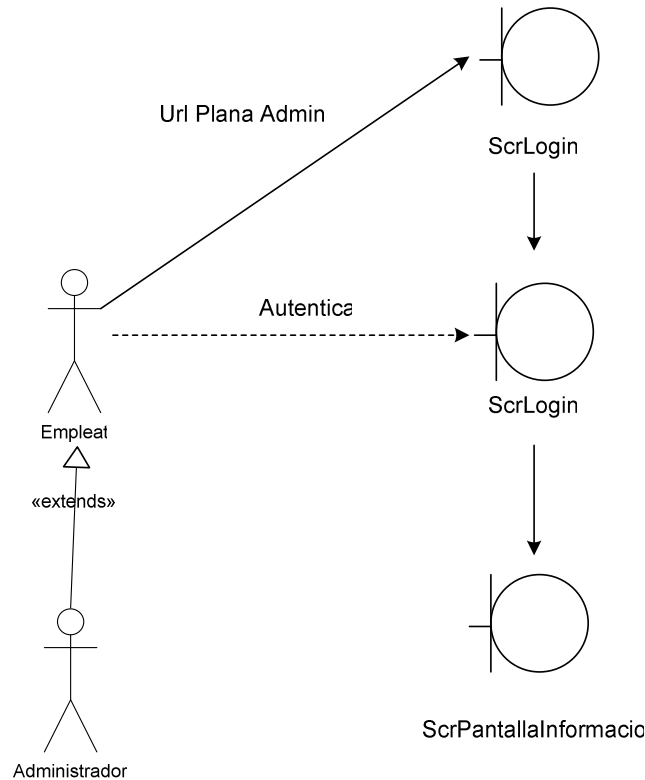 Url Plana Admin
ScrLogin
Autentica
ScrLogin
Empleat
«extends»
ScrPantallaInformacio
Administrador